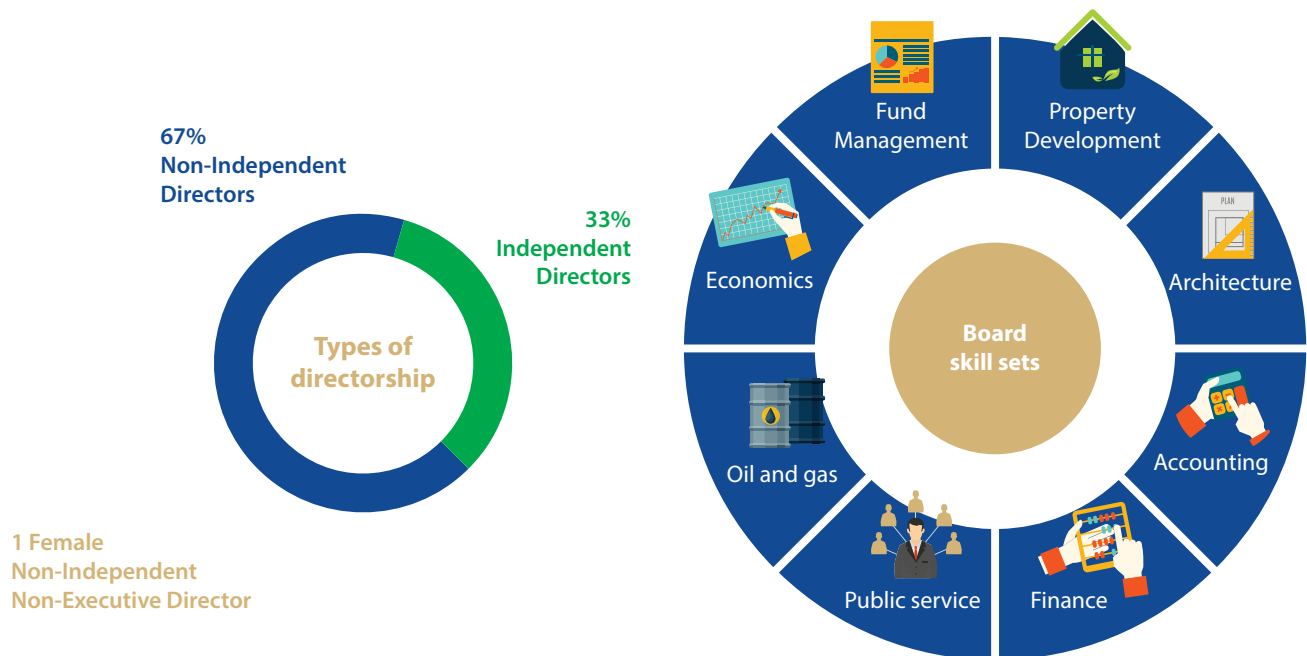 67%
Non-Independent
Directors
33%
Independent
Directors
Types of
directorship
1 Female
Non-Independent
Non-Executive Director
Fund
Management
Property
Development
PLAN
Architecture
Economics
Board
skill sets
Oil and gas
Accounting
Public service
Finance